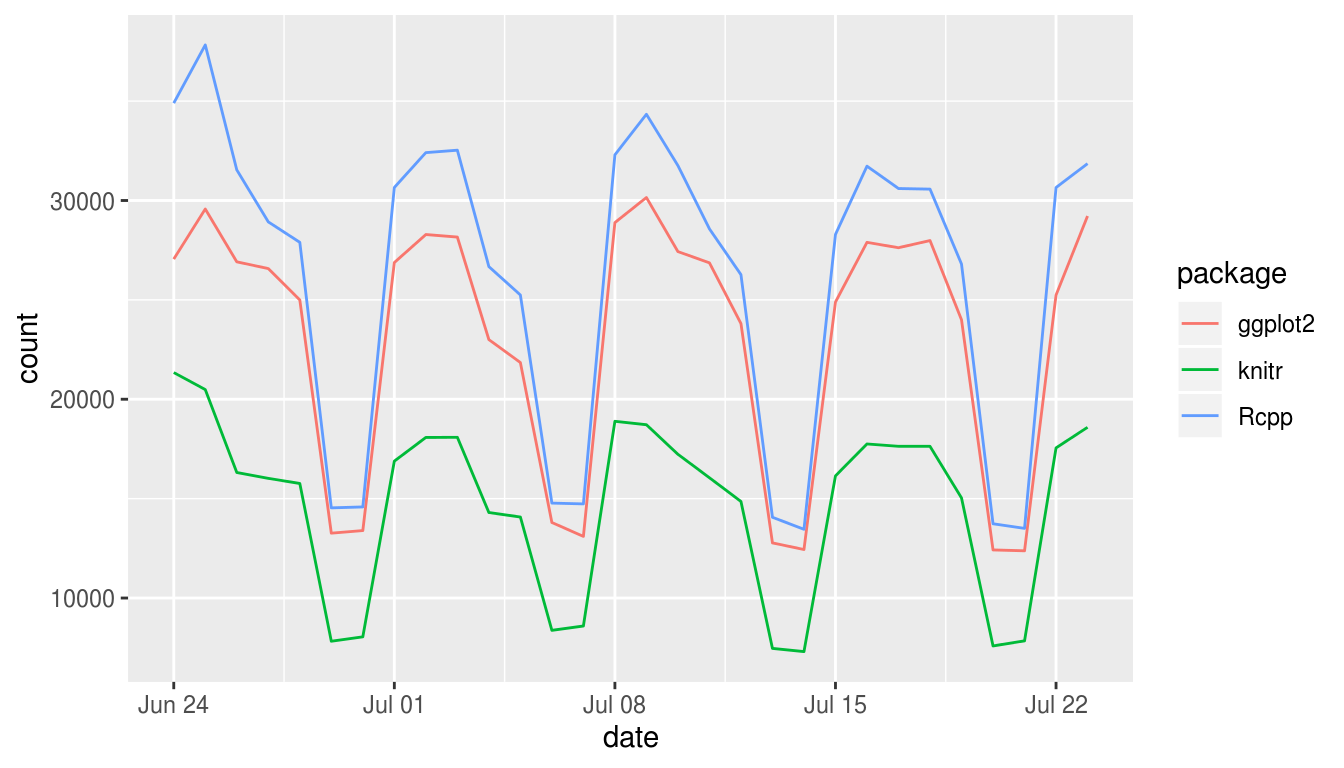 count
30000
20000
10000
Jun 24
Jul 01
Jul 08
Jul 15
Jul 22
date
package
ggplot2
knitr
Rcpp